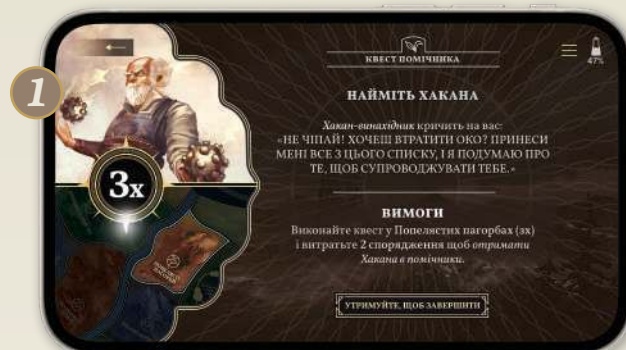 1
КВЕСТ ПОМІЧНИКА
47%
НАЙМІТЬ ХАКАНА
Хакан-винахідник кричить на вас:
«НЕ ЧІПАЙ! ХОЧЕШ ВТРАТИТИ ОКО? ПРИНЕСИ
МЕНІ ВСЕ З ЦЬОГО СПИСКУ, І Я ПОДУМАЮ ПРО
ТЕ, ЩОБ СУПРОВОДЖУВАТИ ТЕБЕ.»
3x
ВИМОГИ
Виконайте квест у Попелястих пагорбах (3x)
і витратьте 2 спорядження щоб отримати
Хакана в помічники.
УТРИМУЙТЕ, ЩОБ ЗАВЕРШИТИ